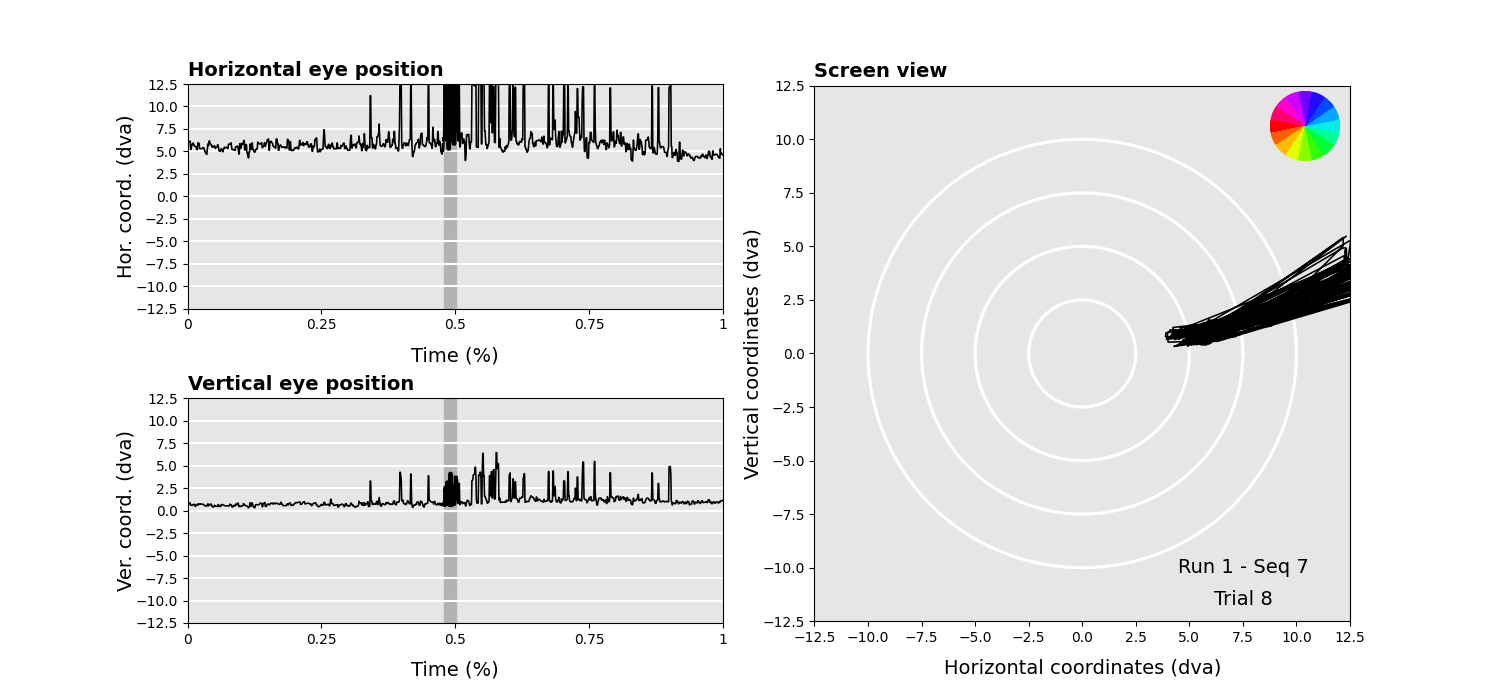 Horizontal eye position
Hor. coord. (dva)
12.5
10.0
7.5
5.0
2.5
0.0
−2.5
−5.0
−7.5
−10.0
−12.5
0 0.25 0.5 0.75 1
Time (%)
Vertical eye position
Ver. coord. (dva)
12.5
10.0
7.5
5.0
2.5
0.0
−2.5
−5.0
−7.5
−10.0
−12.5
0 0.25 0.5 0.75 1
Time (%)
Screen view
Vertical coordinates (dva)
12.5
10.0
7.5
5.0
2.5
0.0
−2.5
−5.0
−7.5
−10.0
−12.5
Run 1 - Seq 7
Trial 8
−12.5 −10.0 −7.5 −5.0 −2.5 0.0 2.5 5.0 7.5 10.0 12.5
Horizontal coordinates (dva)